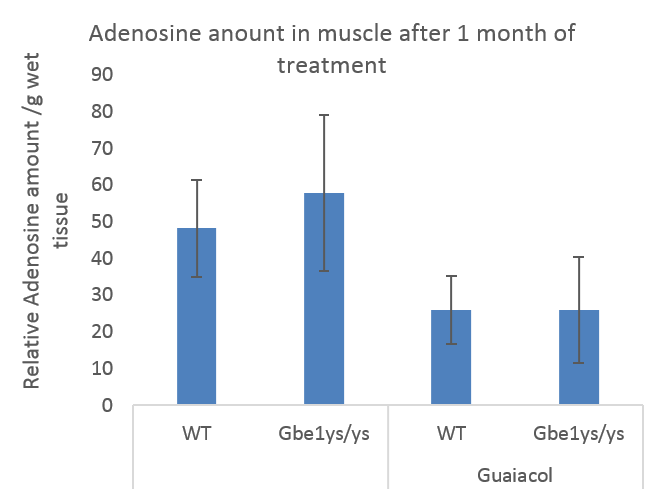 Adenosine anount in muscle after 1 month of
treatment
Relative Adenosine amount /g wet
tissue
90
80
70
60
50
40
30
20
10
0
WT
Gbe1ys/ys
WT
Gbe1ys/ys
Guaiacol